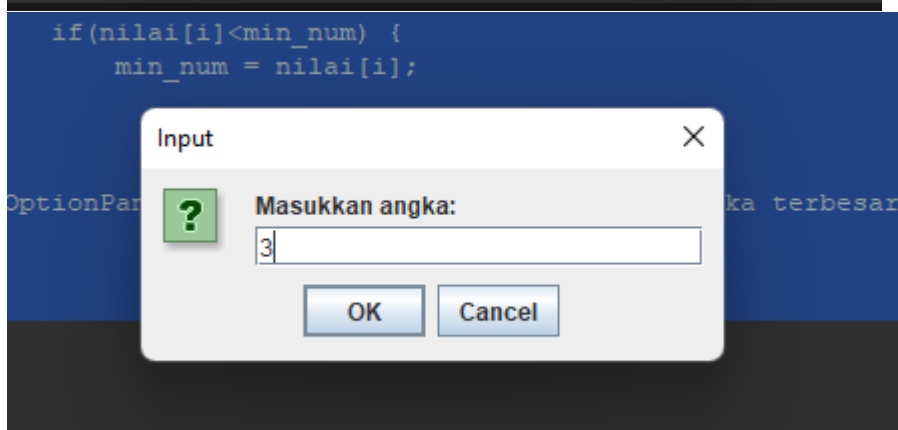 if(nilai[i]<min_num) {
min_num = nilai[i];
Input
OptionPan ka terbesar
?
Masukkan angka:
3
OK Cancel